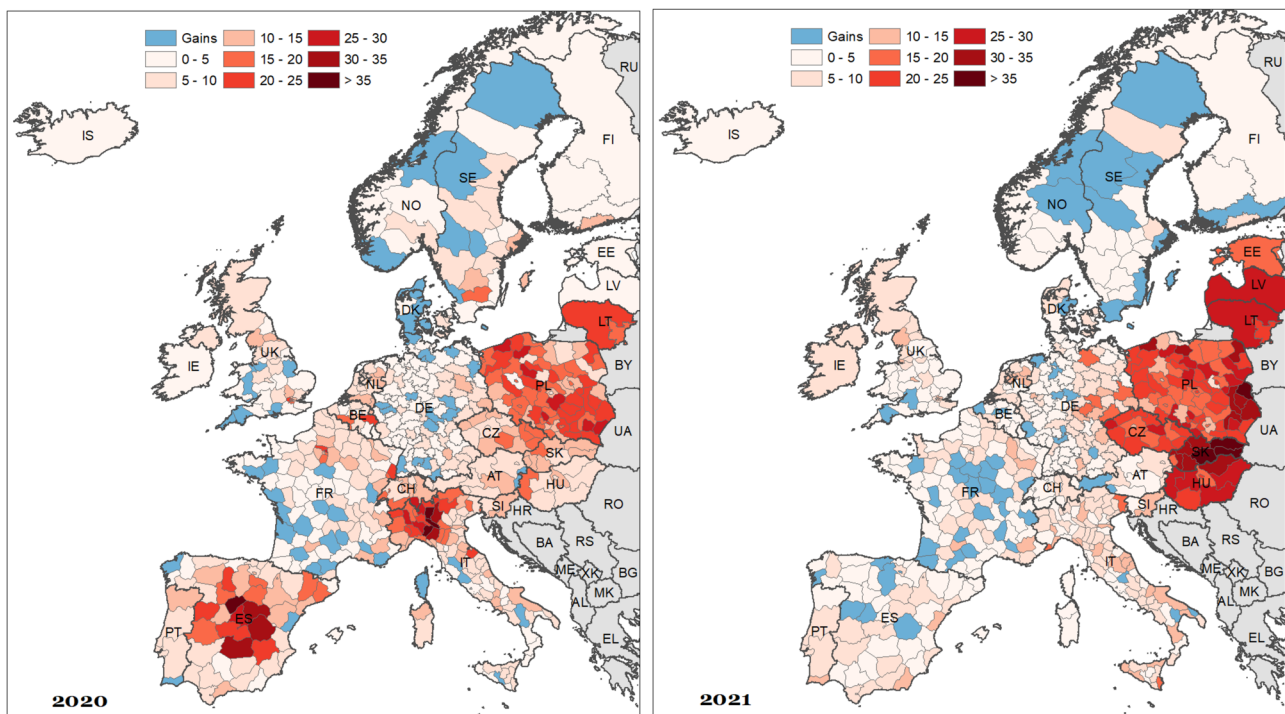 Gains 10 - 15 25 - 30
0 - 5 15 - 20 30 - 35
5 - 10 20 - 25 > 35
RU
IS
FI
SE
NO
EE
LV
DK
LT
IE
UK
BY
NL
PL
BE
DE
UA
CZ
SK
FR
CH
AT
HU
SI
HR
RO
BA
RS
IT
ME
XK
BG
MK
AL
ES
PT
EL
2020
Gains 10 - 15 25 - 30
0 - 5 15 - 20 30 - 35
5 - 10 20 - 25 > 35
RU
IS
FI
SE
NO
EE
LV
DK
LT
IE
UK
BY
NL
PL
BE
DE
UA
CZ
SK
FR
CH
AT
HU
SI
HR
RO
BA
RS
IT
ME
XK
BG
MK
AL
ES
PT
EL
2021